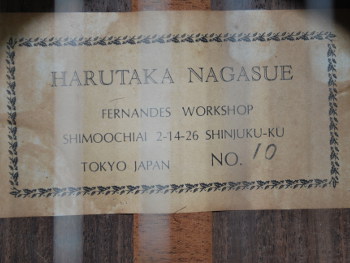 HARUTAKA NAGASUE
FERNANDES WORKSHOP
SHIMOOCHIAI 2-14-26 SHINJUKU-KU
TOKYO JAPAN NO. 10